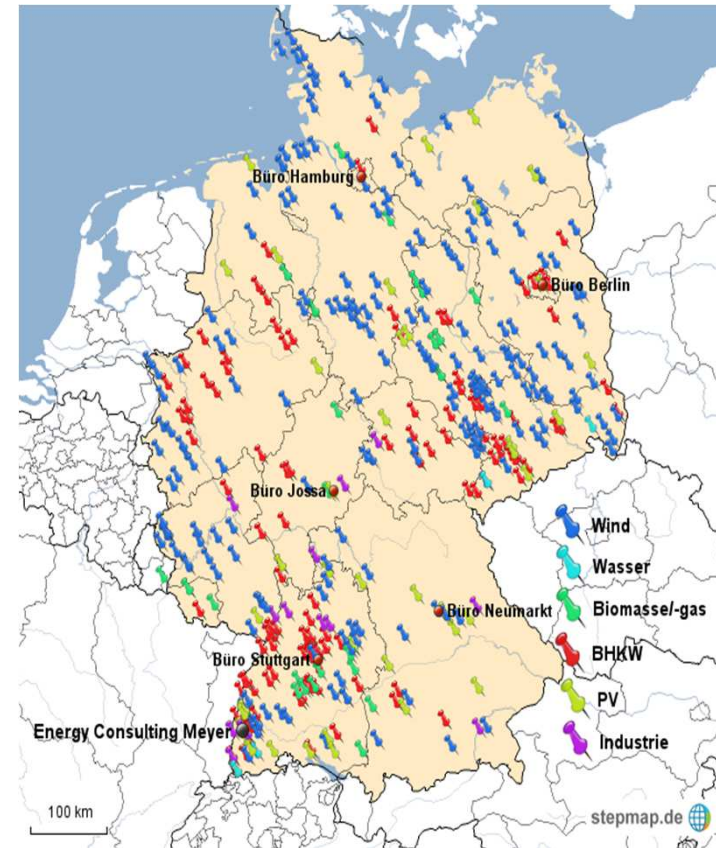 Büro Hamburg
Büro Berlin
Büro Jossa
Wind
Wasser
Biomasse/-gas
Büro Neumarkt
BHKW
Büro Stuttgart
PV
Energy Consulting Meyer
Industrie
100 km
stepmap.de